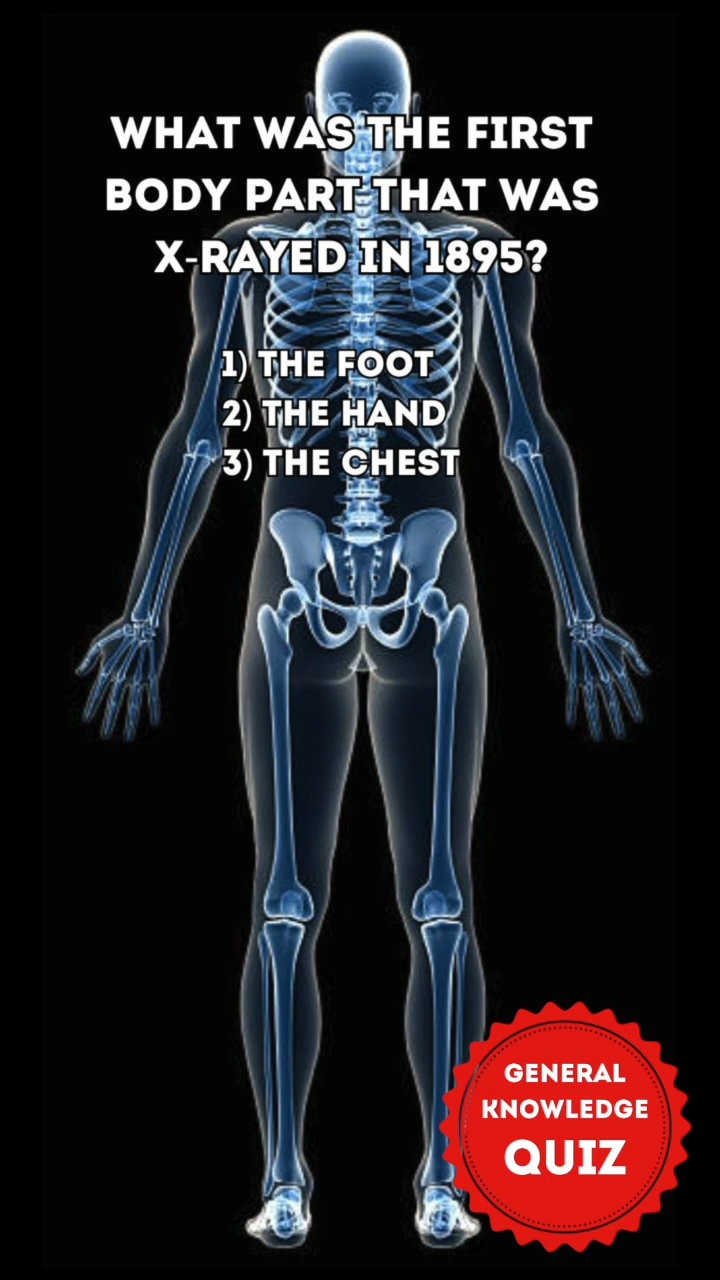 WHAT WAS THE FIRST
BODY PART THAT WAS
X-RAYED IN 1895?
1) THE FOOT
2) THE HAND
3) THE CHEST
GENERAL
KNOWLEDGE
QUIZ